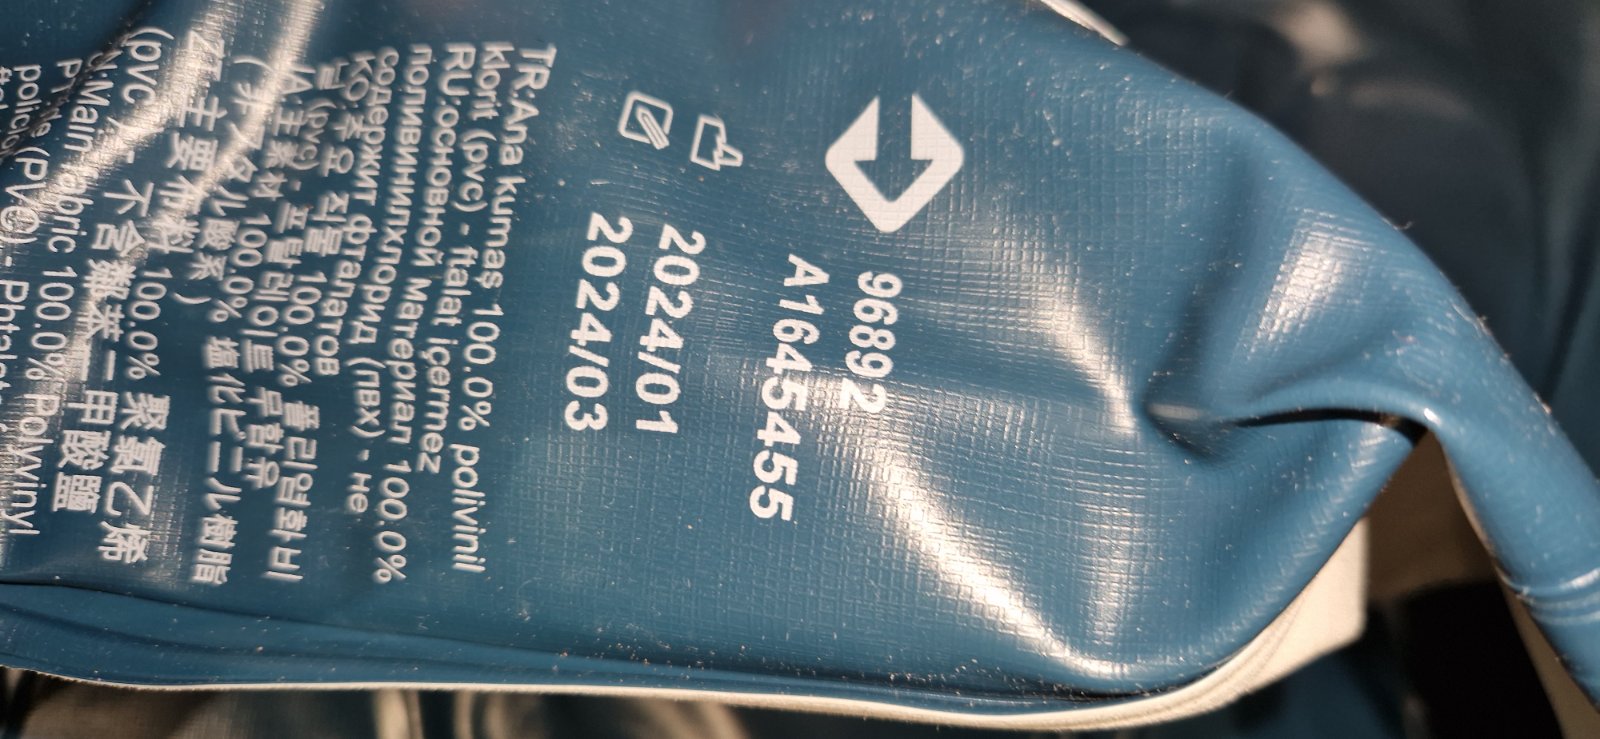 96892
A1645455
2024/01
2024/03
TR:Ana kumaş 100.0% polivinil
klorit (pvc) - ftalat içermez
RU:основной материал 100.0%
поливинилхлорид (пвх) - не
содержит фталатов
KO:주요 직물 100.0% 폴리염화비
닐 (pvc) - 프탈레이트 무함유
JA:主素材 100.0% 塩化ビニル樹脂
(非フタル酸系)
主要布料 100.0% 聚氯乙烯
(pvc) - 不含鄰苯二甲酸鹽
Main fabric 100.0% Polyvinyl
(PVC) -